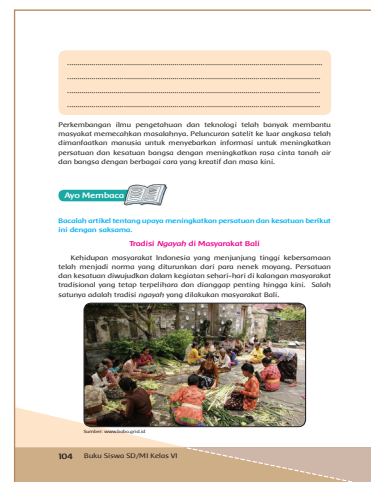 Perkembangan ilmu pengetahuan dan teknologi telah banyak membantu
masyakat memecahkan masalahnya. Peluncuran satelit ke luar angkasa telah
dimanfaatkan manusia untuk menyebarkan informasi untuk meningkatkan
persatuan dan kesatuan bangsa dengan meningkatkan rasa cinta tanah air
dan bangsa dengan berbagai cara yang kreatif dan masa kini.
Ayo Membaca
Bacalah artikel tentang upaya meningkatkan persatuan dan kesatuan berikut
ini dengan saksama.
Tradisi Ngayah di Masyarakat Bali
Kehidupan masyarakat Indonesia yang menjunjung tinggi kebersamaan
telah menjadi norma yang diturunkan dari para nenek moyang. Persatuan
dan kesatuan diwujudkan dalam kegiatan sehari-hari di kalangan masyarakat
tradisional yang tetap terpelihara dan dianggap penting hingga kini. Salah
satunya adalah tradisi ngayah yang dilakukan masyarakat Bali.
Sumber: www.bobo.grid.id
104 Buku Siswa SD/MI Kelas VI